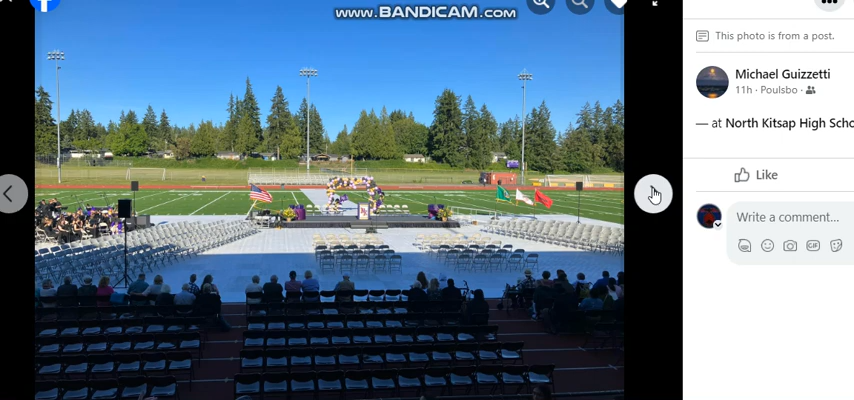 www.BANDICAM.com
This photo is from a post.
Michael Guizzetti
11h · Poulsbo ·
— at North Kitsap High Scho
Like
Write a comment...
GIF